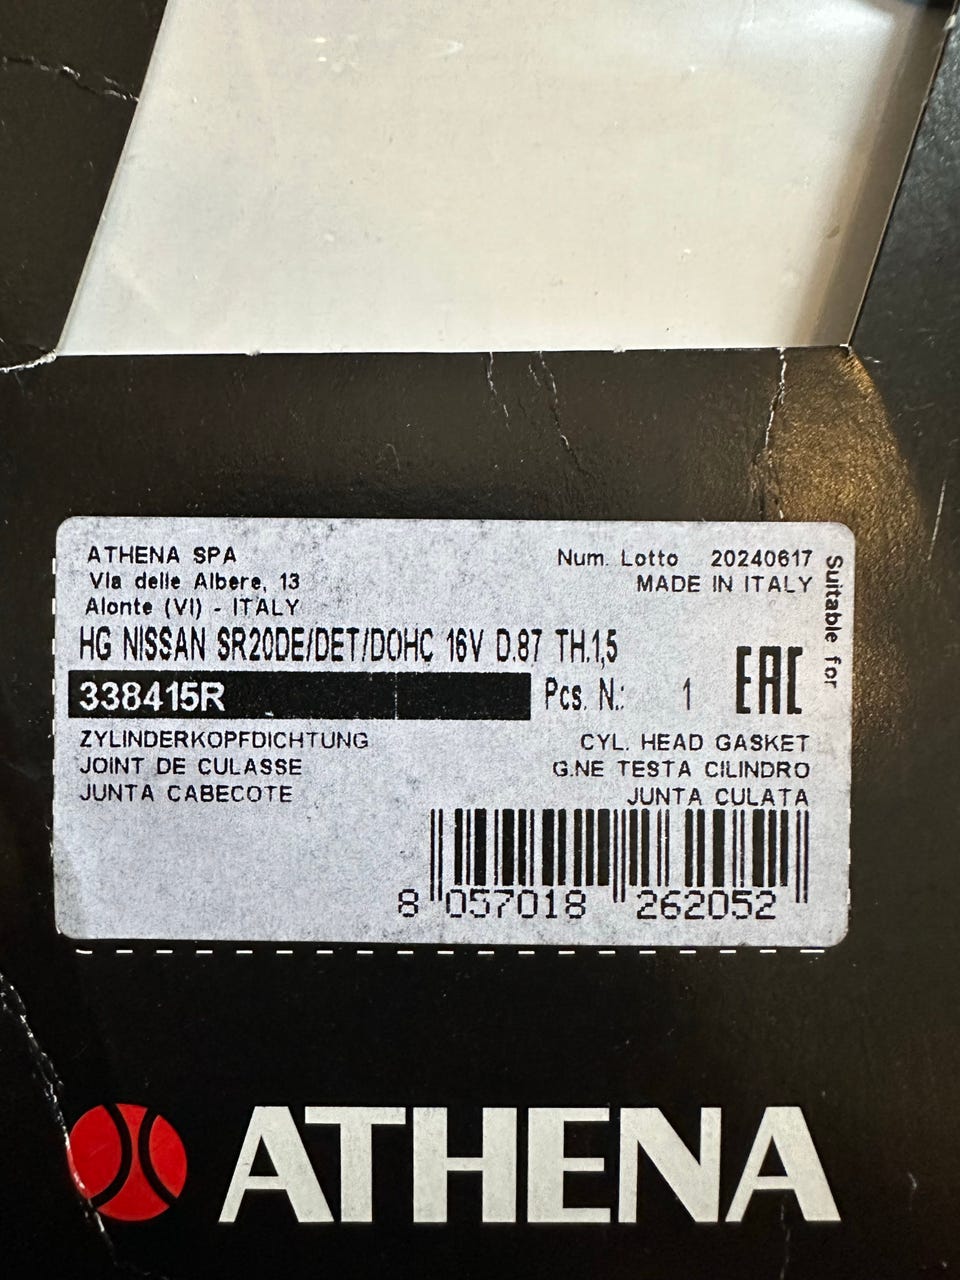 ATHENA SPA
Via delle Albere, 13
Alonte (VI) - ITALY
Num. Lotto 20240617
MADE IN ITALY
HG NISSAN SR20DE/DET/DOHC 16V D.87 TH.1,5
338415R
Pcs. N.: 1
EAC
Suitable for
ZYLINDERKOPFDICHTUNG
JOINT DE CULASSE
JUNTA CABECOTE
CYL. HEAD GASKET
G.NE TESTA CILINDRO
JUNTA CULATA
8 057018 262052
ATHENA